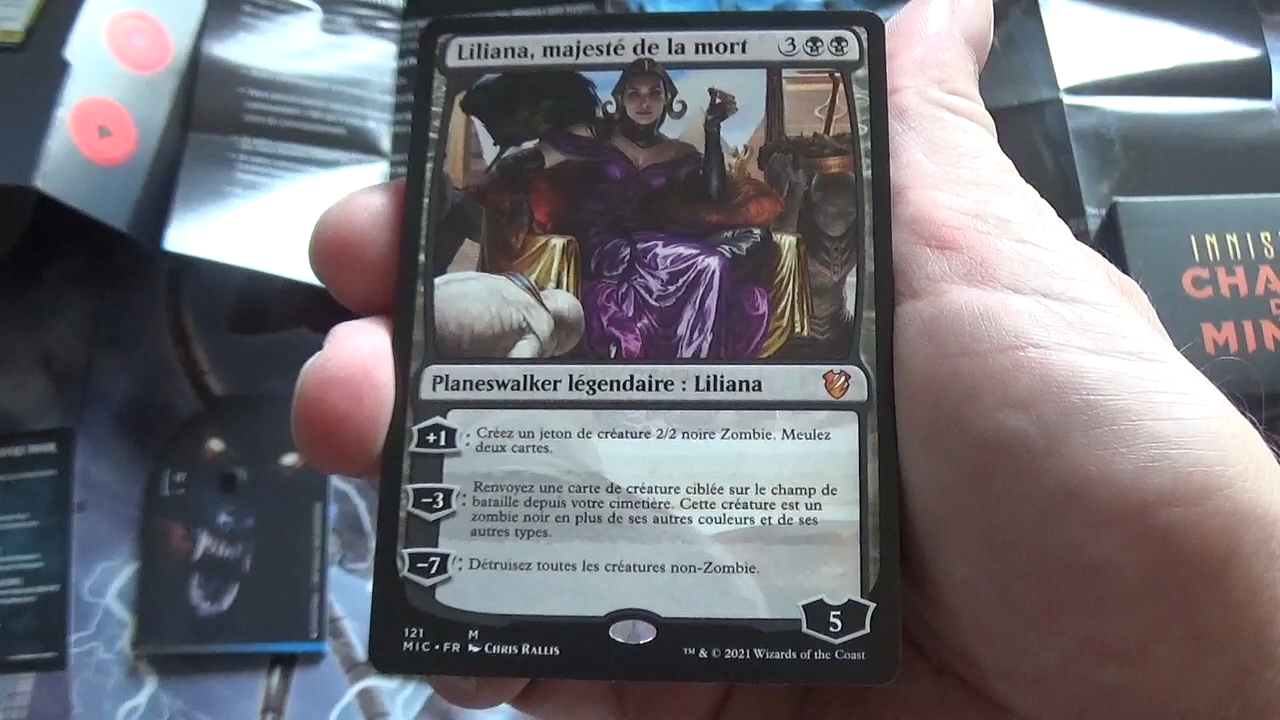 Liliana, majesté de la mort 3
Planeswalker légendaire : Liliana
+1 : Créez un jeton de créature 2/2 noire Zombie. Meulez
deux cartes.
−3 : Renvoyez une carte de créature ciblée sur le champ de
bataille depuis votre cimetière. Cette créature est un
zombie noir en plus de ses autres couleurs et de ses
autres types.
−7 : Détruisez toutes les créatures non-Zombie.
5
121 M
MIC • FR Chris Rallis
™ & © 2021 Wizards of the Coast
INNIS
CHA
D
MIN